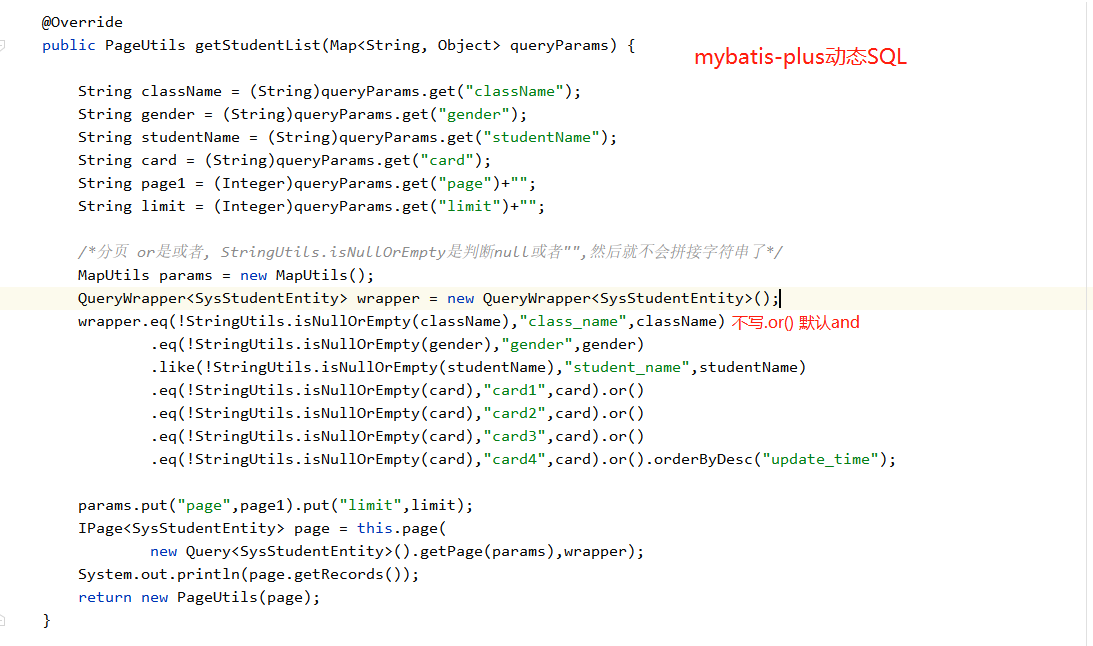 @Override
public PageUtils getStudentList(Map<String, Object> queryParams) {
mybatis-plus动态SQL
String className = (String)queryParams.get("className");
String gender = (String)queryParams.get("gender");
String studentName = (String)queryParams.get("studentName");
String card = (String)queryParams.get("card");
String page1 = (Integer)queryParams.get("page")+"";
String limit = (Integer)queryParams.get("limit")+"";
/*分页 or是或者, StringUtils.isNullOrEmpty是判断null或者"",然后就不会拼接字符串了*/
MapUtils params = new MapUtils();
QueryWrapper<SysStudentEntity> wrapper = new QueryWrapper<SysStudentEntity>();
wrapper.eq(!StringUtils.isNullOrEmpty(className),"class_name",className) 不写.or() 默认and
.eq(!StringUtils.isNullOrEmpty(gender),"gender",gender)
.like(!StringUtils.isNullOrEmpty(studentName),"student_name",studentName)
.eq(!StringUtils.isNullOrEmpty(card),"card1",card).or()
.eq(!StringUtils.isNullOrEmpty(card),"card2",card).or()
.eq(!StringUtils.isNullOrEmpty(card),"card3",card).or()
.eq(!StringUtils.isNullOrEmpty(card),"card4",card).or().orderByDesc("update_time");
params.put("page",page1).put("limit",limit);
IPage<SysStudentEntity> page = this.page(
new Query<SysStudentEntity>().getPage(params),wrapper);
System.out.println(page.getRecords());
return new PageUtils(page);
}